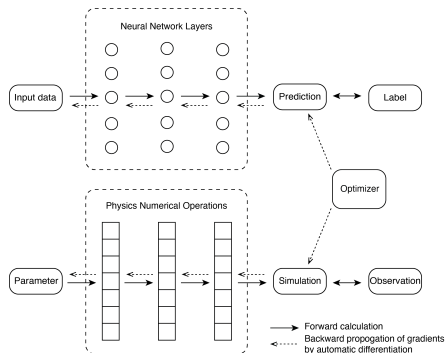 Neural Network Layers
Input data
Prediction
Label
Optimizer
Physics Numerical Operations
Parameter
Simulation
Observation
Forward calculation
Backward propogation of gradients
by automatic differentiation